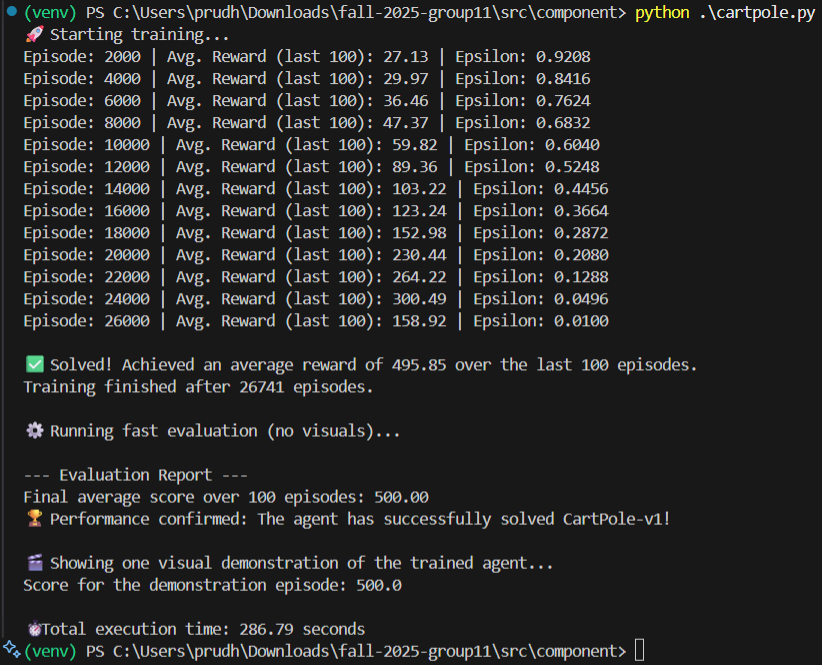 (venv) PS C:\Users\prudh\Downloads\fall-2025-group11\src\component> python .\cartpole.py
🚀 Starting training...
Episode: 2000 | Avg. Reward (last 100): 27.13 | Epsilon: 0.9208
Episode: 4000 | Avg. Reward (last 100): 29.97 | Epsilon: 0.8416
Episode: 6000 | Avg. Reward (last 100): 36.46 | Epsilon: 0.7624
Episode: 8000 | Avg. Reward (last 100): 47.37 | Epsilon: 0.6832
Episode: 10000 | Avg. Reward (last 100): 59.82 | Epsilon: 0.6040
Episode: 12000 | Avg. Reward (last 100): 89.36 | Epsilon: 0.5248
Episode: 14000 | Avg. Reward (last 100): 103.22 | Epsilon: 0.4456
Episode: 16000 | Avg. Reward (last 100): 123.24 | Epsilon: 0.3664
Episode: 18000 | Avg. Reward (last 100): 152.98 | Epsilon: 0.2872
Episode: 20000 | Avg. Reward (last 100): 230.44 | Epsilon: 0.2080
Episode: 22000 | Avg. Reward (last 100): 264.22 | Epsilon: 0.1288
Episode: 24000 | Avg. Reward (last 100): 300.49 | Epsilon: 0.0496
Episode: 26000 | Avg. Reward (last 100): 158.92 | Epsilon: 0.0100
✅ Solved! Achieved an average reward of 495.85 over the last 100 episodes.
Training finished after 26741 episodes.
⚙️ Running fast evaluation (no visuals)...
--- Evaluation Report ---
Final average score over 100 episodes: 500.00
🏆 Performance confirmed: The agent has successfully solved CartPole-v1!
🎬 Showing one visual demonstration of the trained agent...
Score for the demonstration episode: 500.0
⏱️Total execution time: 286.79 seconds
(venv) PS C:\Users\prudh\Downloads\fall-2025-group11\src\component>